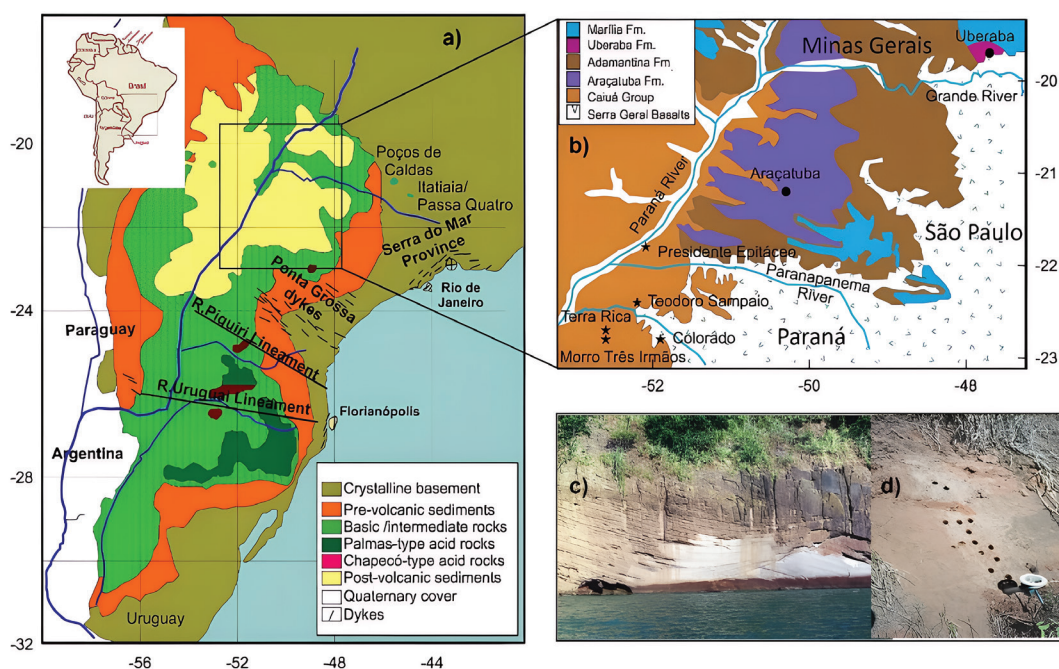 a)
Brasil
-20
-24
-28
-32
-56
-52
-48
-44
Poços de
Caldas
Itatiaia/
Passa Quatro
Serra do Mar
Province
Rio de
Janeiro
Ponta Grossa
dykes
R.Piquiri Lineament
Paraguay
R.Uruguai Lineament
Florianópolis
Argentina
Uruguay
Crystalline basement
Pre-volcanic sediments
Basic /intermediate rocks
Palmas-type acid rocks
Chapecó-type acid rocks
Post-volcanic sediments
Quaternary cover
Dykes
b)
Marília Fm.
Uberaba Fm.
Adamantina Fm
Araçatuba Fm.
Caiuá Group
Serra Geral Basalts
Minas Gerais
Uberaba
Grande River
Paraná River
Araçatuba
São Paulo
Presidente Epitáceo
Paranapanema
River
Teodoro Sampaio
Terra Rica
Colorádo
Paraná
Morro Três Irmãos
-20
-21
-22
-23
-52
-50
-48
c)
d)